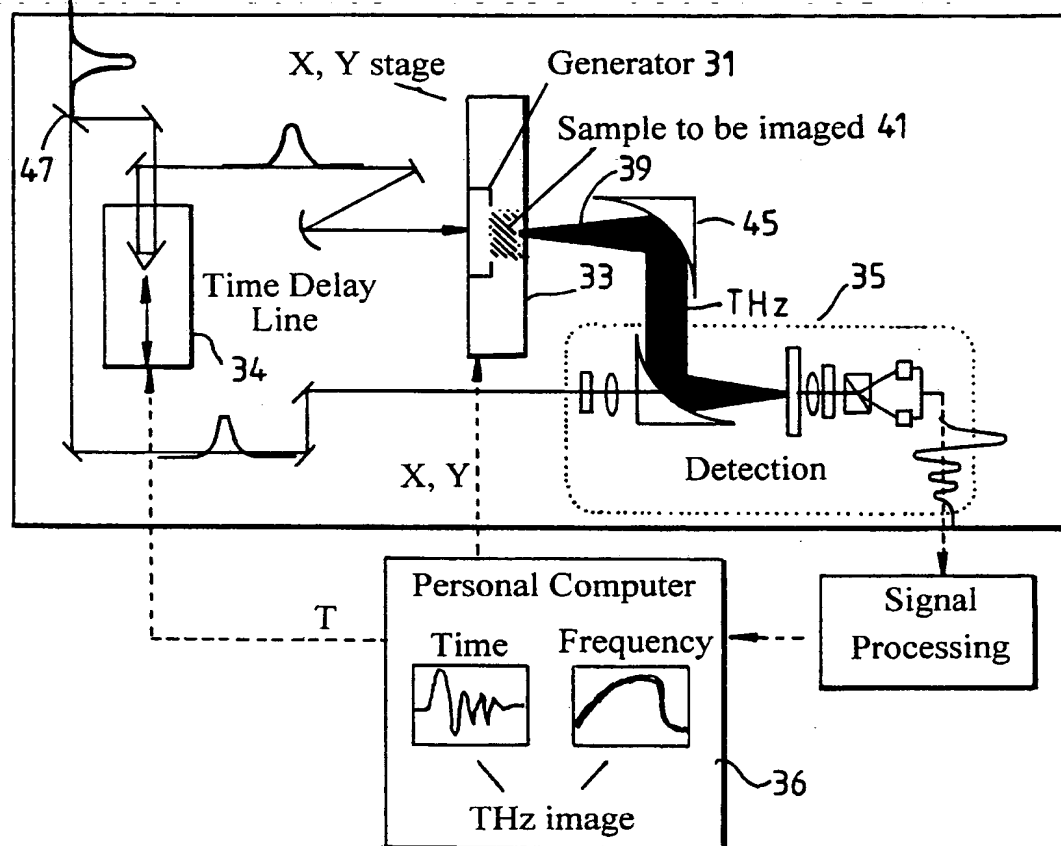 X, Y stage
Generator 31
Sample to be imaged 41
47
39
45
33
THz
35
Time Delay
Line
34
X, Y
Detection
T
Personal Computer
Time
Frequency
THz image
36
Signal
Processing